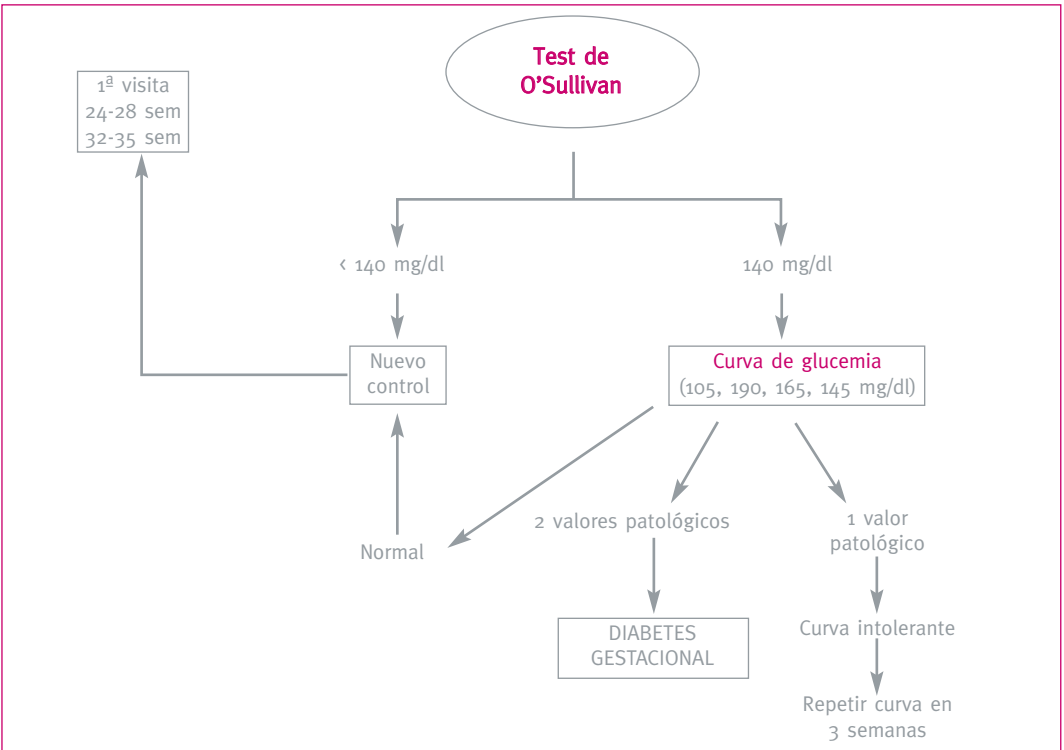 Test de
O'Sullivan
1ª visita
24-28 sem
32-35 sem
< 140 mg/dl
140 mg/dl
Nuevo
control
Curva de glucemia
(105, 190, 165, 145 mg/dl)
Normal
2 valores patológicos
1 valor
patológico
DIABETES
GESTACIONAL
Curva intolerante
Repetir curva en
3 semanas